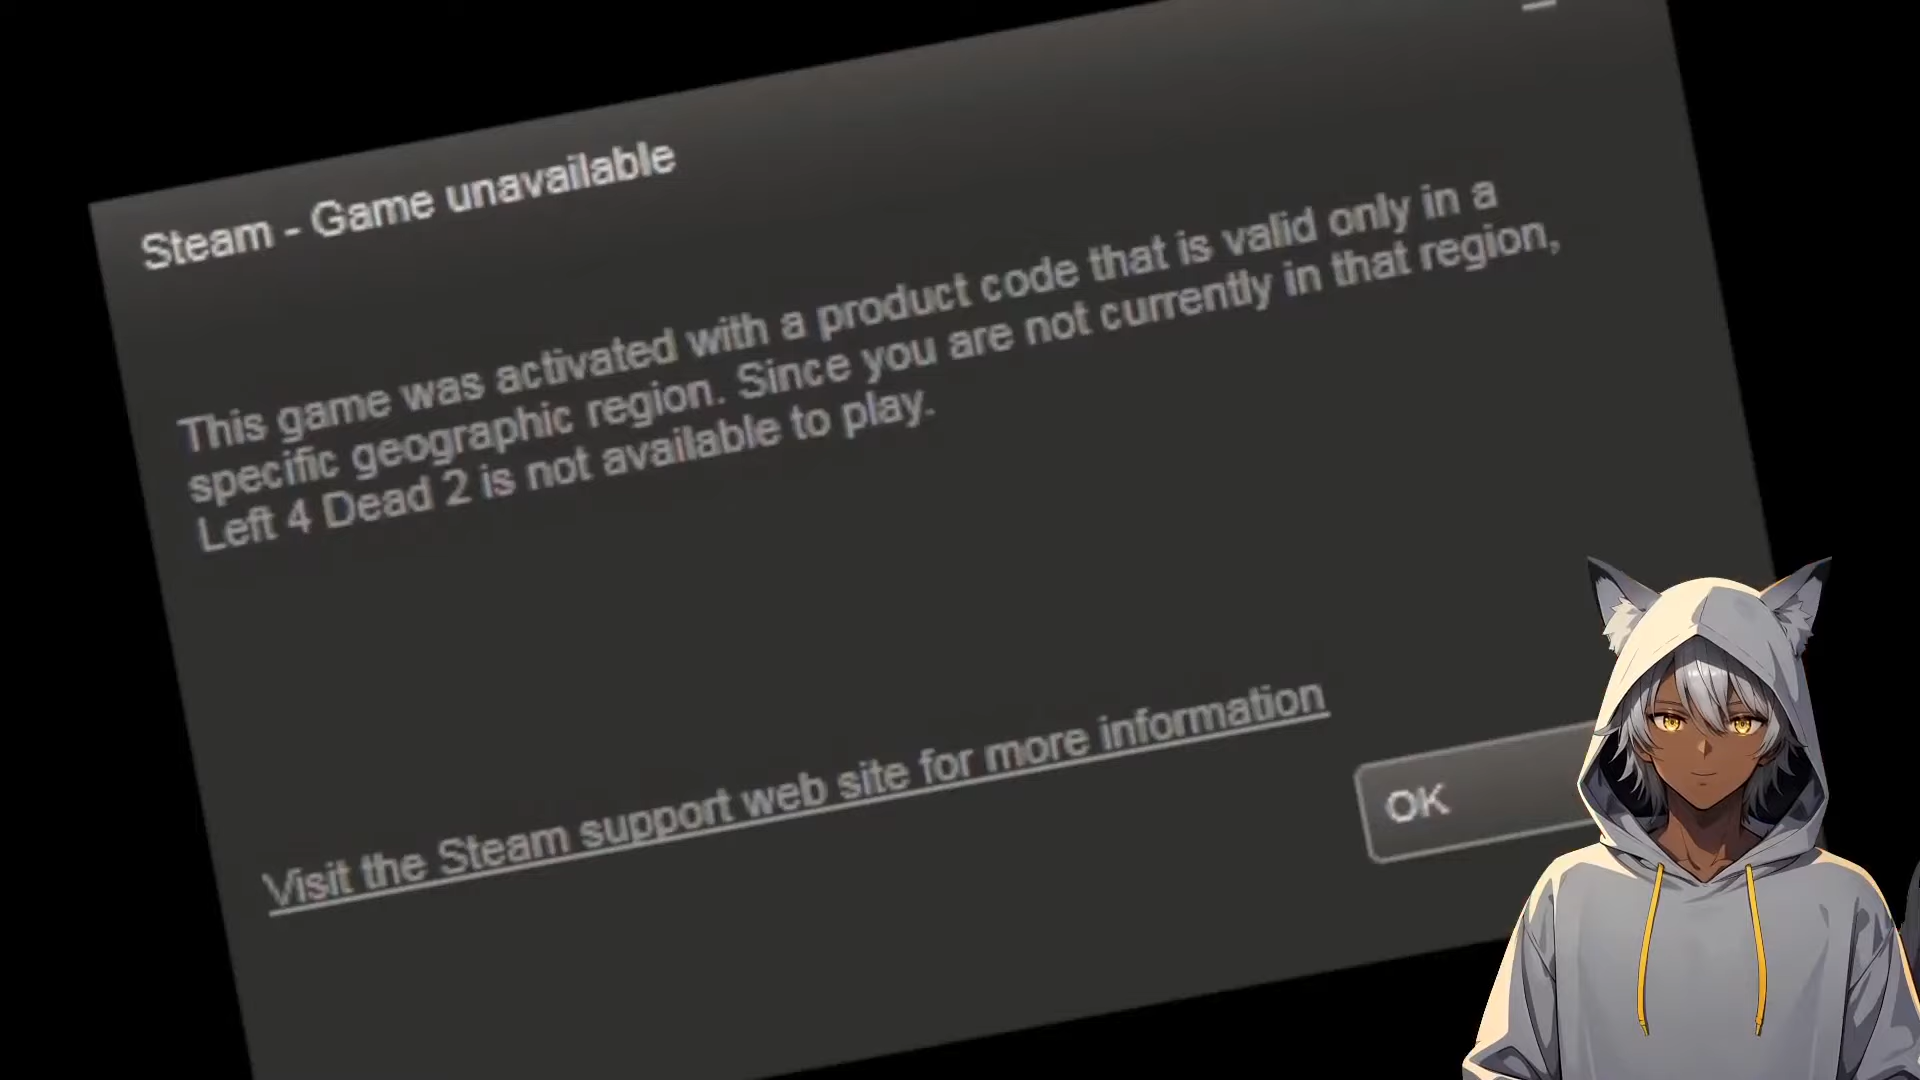 Steam - Game unavailable
This game was activated with a product code that is valid only in a
specific geographic region. Since you are not currently in that region,
Left 4 Dead 2 is not available to play.
Visit the Steam support web site for more information
OK